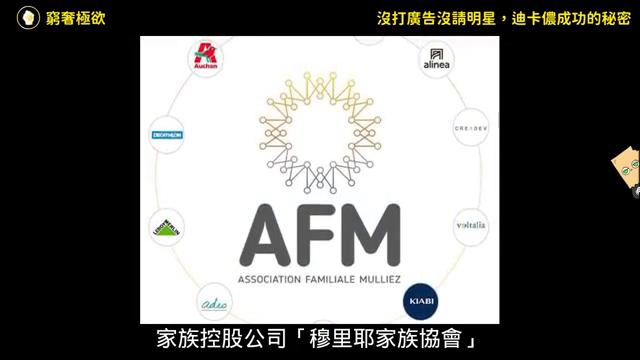 窮奢極欲
沒打廣告沒請明星，迪卡儂成功的秘密
Auchan
alinea
DECATHLON
CREADEV
LEROY MERLIN
voltalia
adeo
KIABI
AFM
ASSOCIATION FAMILIALE MULLIEZ
家族控股公司「穆里耶家族協會」